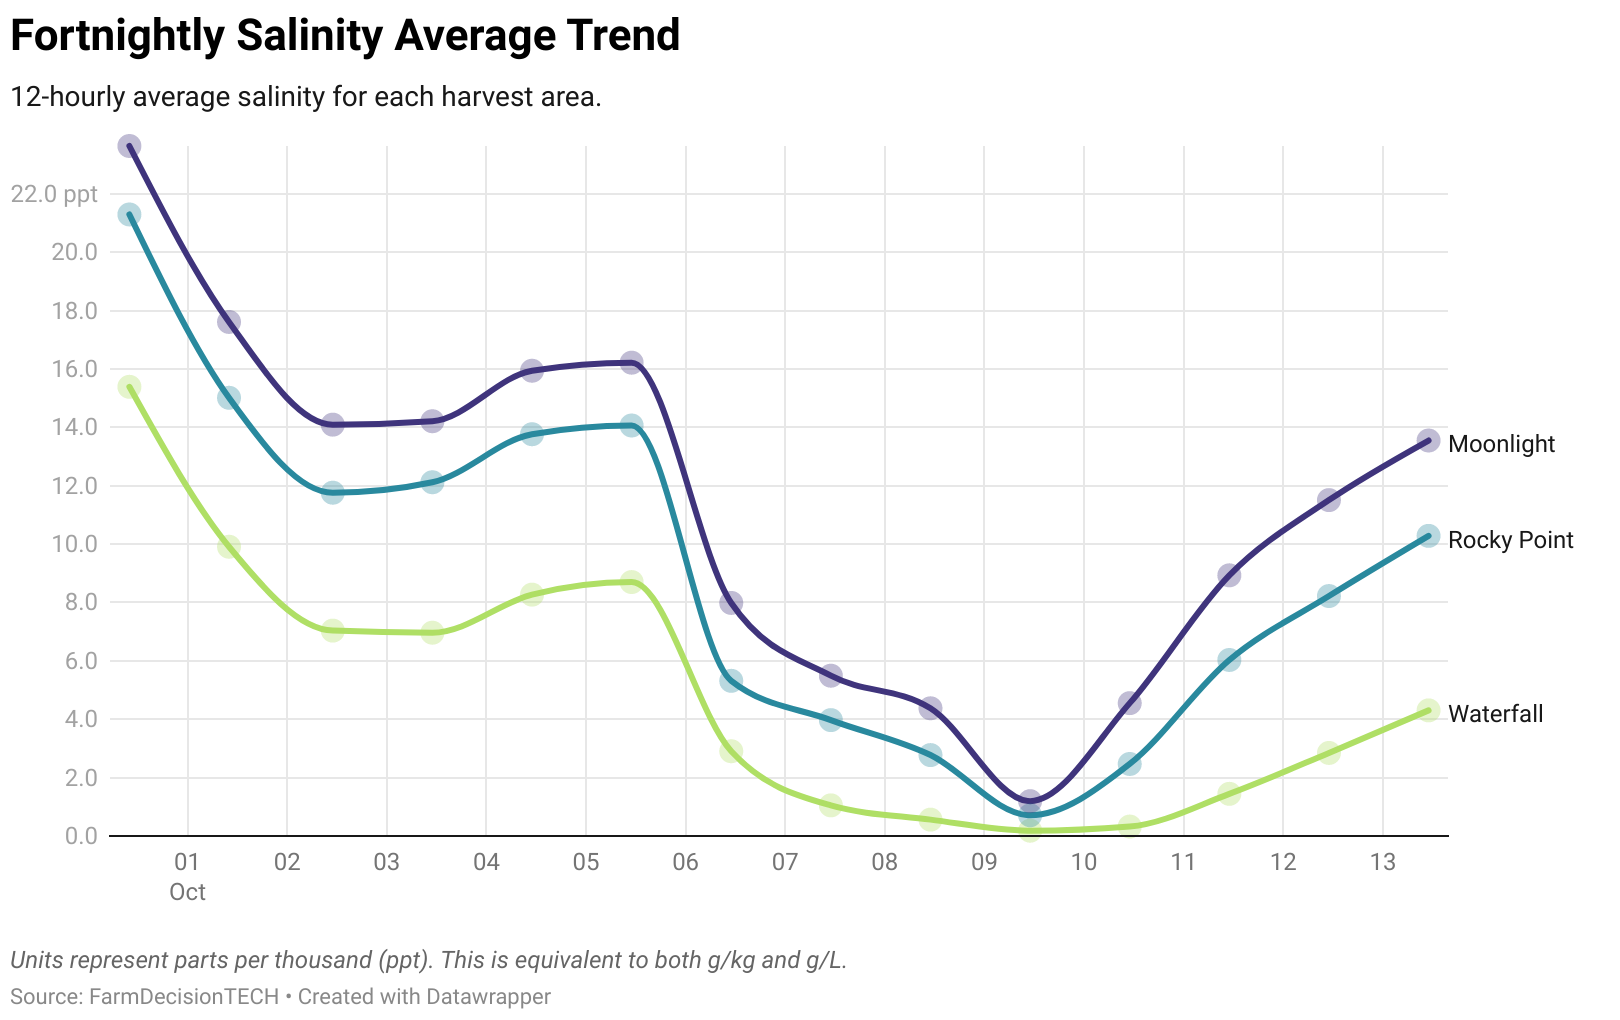 Fortnightly Salinity Average Trend
12-hourly average salinity for each harvest area.
22.0 ppt
20.0
18.0
16.0
14.0
12.0
10.0
8.0
6.0
4.0
2.0
0.0
Moonlight
Rocky Point
Waterfall
01 02 03 04 05 06 07 08 09 10 11 12 13
Oct
Units represent parts per thousand (ppt). This is equivalent to both g/kg and g/L.
Source: FarmDecisionTECH • Created with Datawrapper